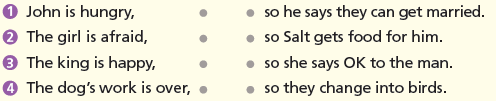 1 John is hungry, ● ● so he says they can get married.
2 The girl is afraid, ● ● so Salt gets food for him.
3 The king is happy, ● ● so she says OK to the man.
4 The dog's work is over, ● ● so they change into birds.